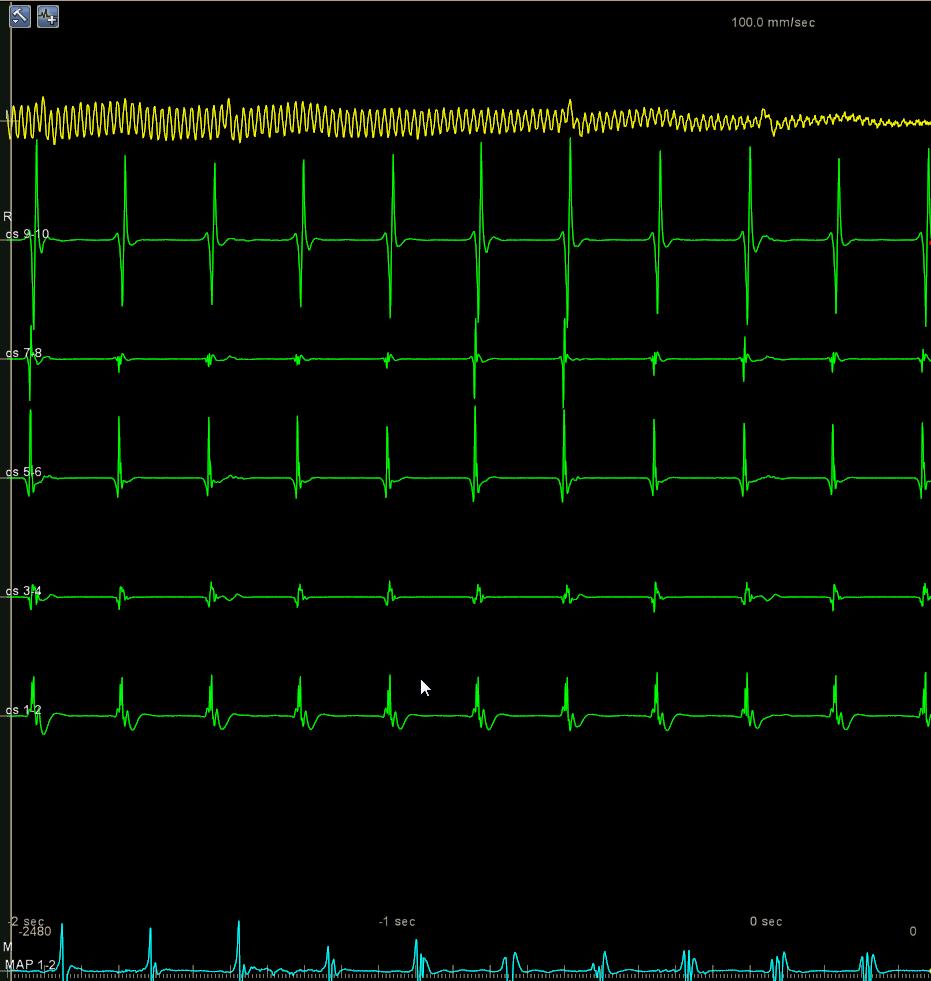 100.0 mm/sec
R
cs 9-10
cs 7-8
cs 5-6
cs 3-4
cs 1-2
-2 sec
-1 sec
0 sec
-2480
0
M
MAP 1-2